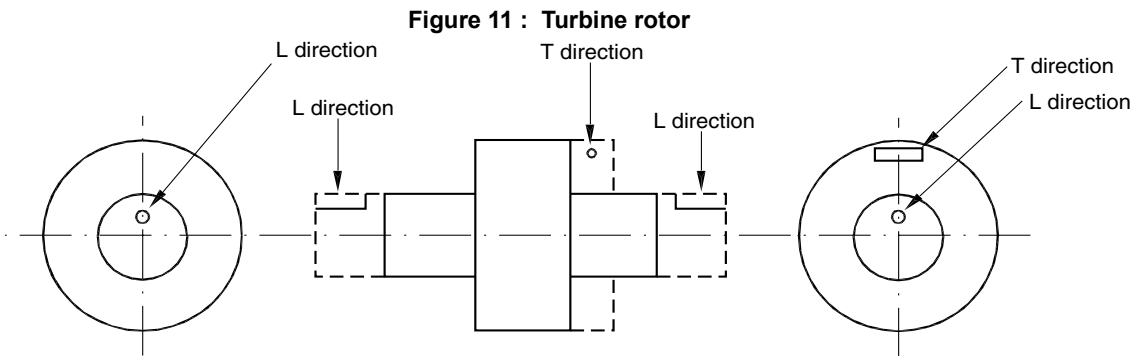 Figure 11 : Turbine rotor
L direction
T direction
L direction
L direction
T direction
L direction